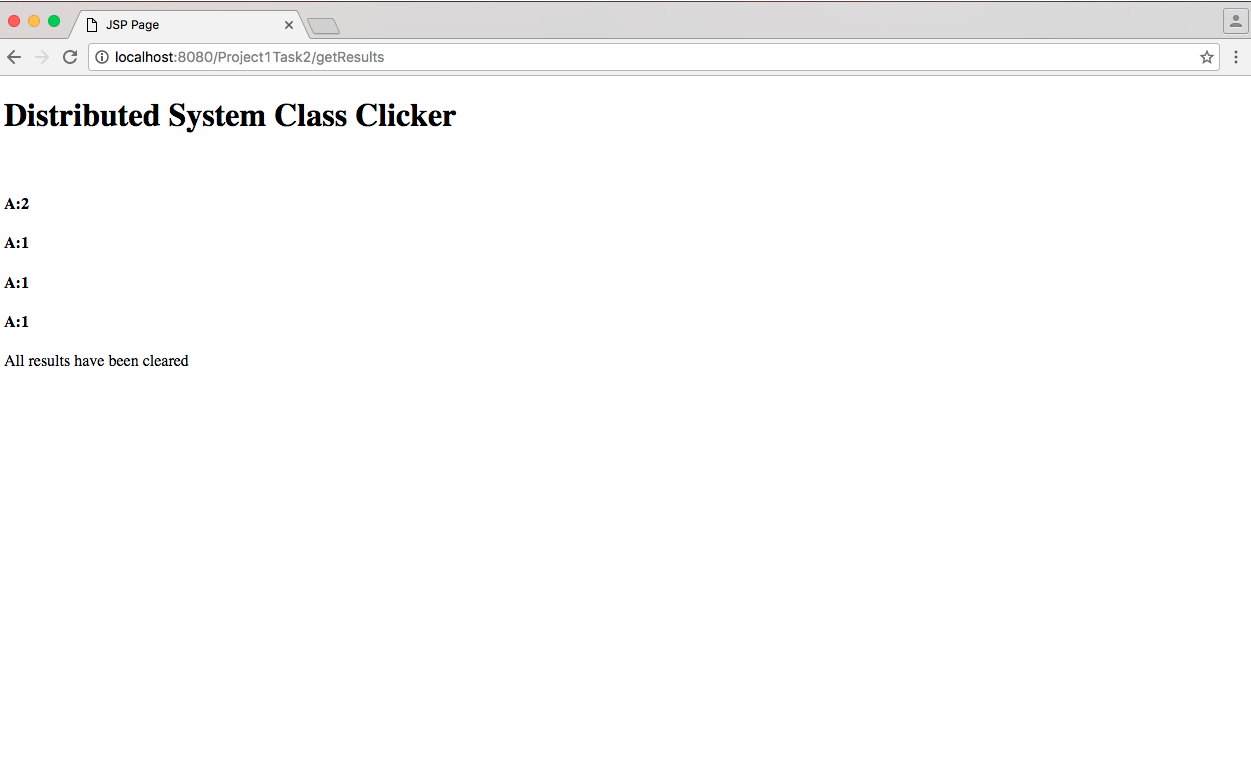 JSP Page
localhost:8080/Project1Task2/getResults
Distributed System Class Clicker
A:2
A:1
A:1
A:1
All results have been cleared